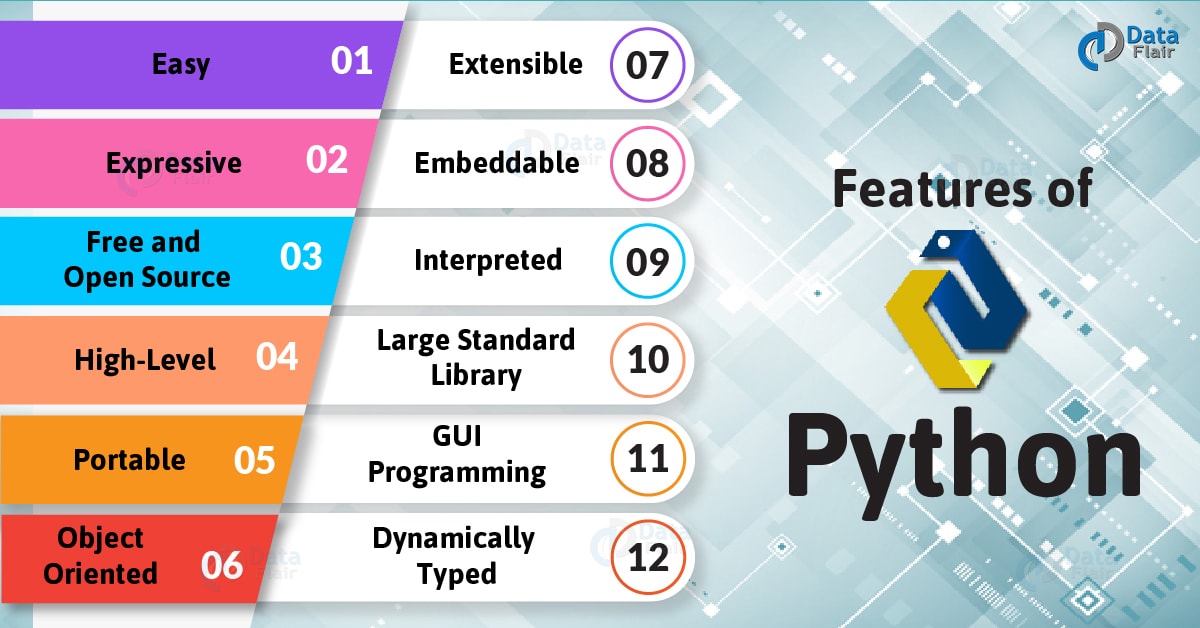 Easy 01
Expressive 02
Free and
Open Source 03
High-Level 04
Portable 05
Object
Oriented 06
Extensible 07
Embeddable 08
Interpreted 09
Large Standard
Library 10
GUI
Programming 11
Dynamically
Typed 12
Data
Flair
Features of
Python